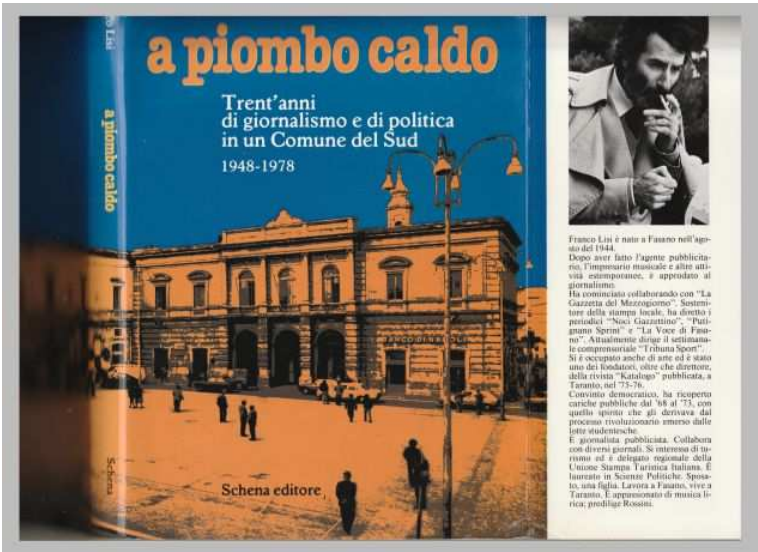 o Lisi
a piombo caldo
Schena
a piombo caldo
Trent'anni
di giornalismo e di politica
in un Comune del Sud
1948-1978
BANCO DI NAPOLI
Schena editore
Franco Lisi è nato a Fasano nell'ago-
sto del 1944.
Dopo aver fatto l'agente pubblicita-
rio, l'impresario musicale e altre atti-
vità estemporanee, è approdato al
giornalismo.
Ha cominciato collaborando con "La
Gazzetta del Mezzogiorno". Sosteni-
tore della stampa locale, ha diretto i
periodici "Noci Gazzettino", "Puti-
gnano Sprint" e "La Voce di Fasa-
no". Attualmente dirige il settimana-
le comprensoriale "Tribuna Sport".
Si è occupato anche di arte ed è stato
uno dei fondatori, oltre che direttore,
della rivista "Katalogo" pubblicata, a
Taranto, nel '75-76.
Convinto democratico, ha ricoperto
cariche pubbliche dal '68 al '73, con
quello spirito che gli derivava dal
processo rivoluzionario emerso dalle
lotte studentesche.
È giornalista pubblicista. Collabora
con diversi giornali. Si interessa di tu-
rismo ed è delegato regionale della
Unione Stampa Turistica Italiana. È
laureato in Scienze Politiche. Sposa-
to, una figlia. Lavora a Fasano, vive a
Taranto. È appassionato di musica li-
rica; predilige Rossini.